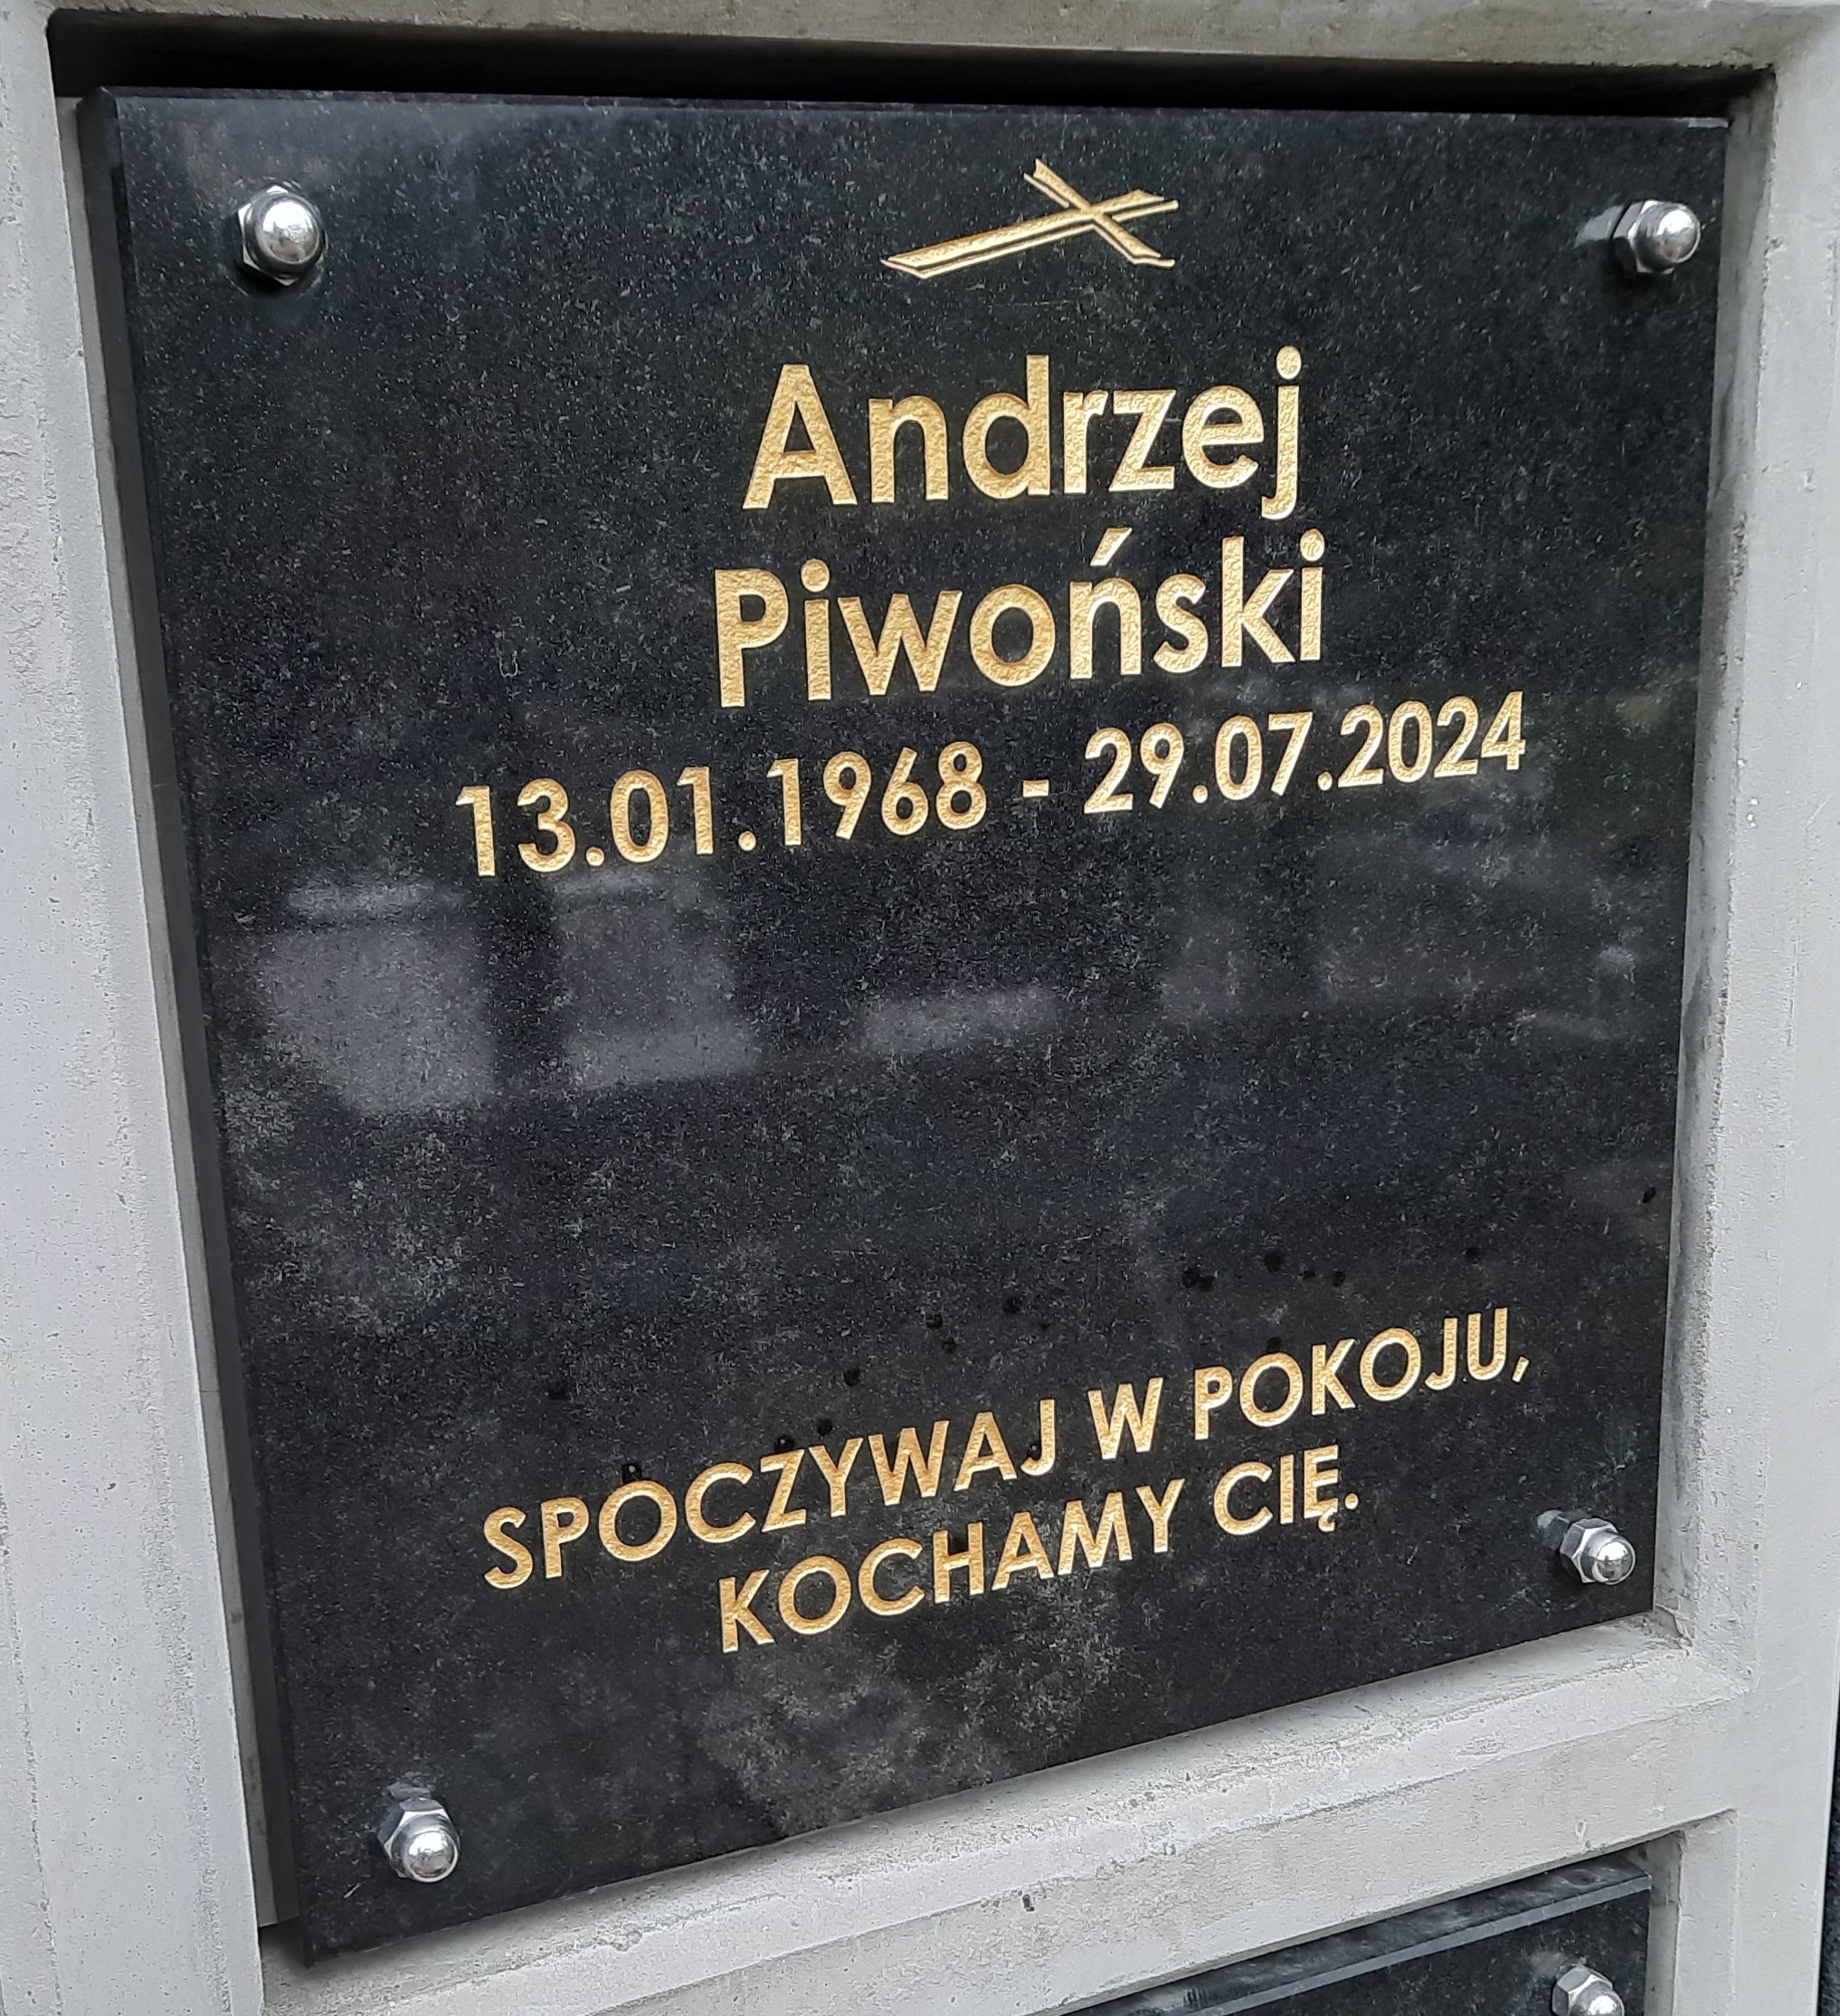 Andrzej
Piwoński
13.01.1968 - 29.07.2024
SPOCZYWAJ W POKOJU,
KOCHAMY CIĘ.